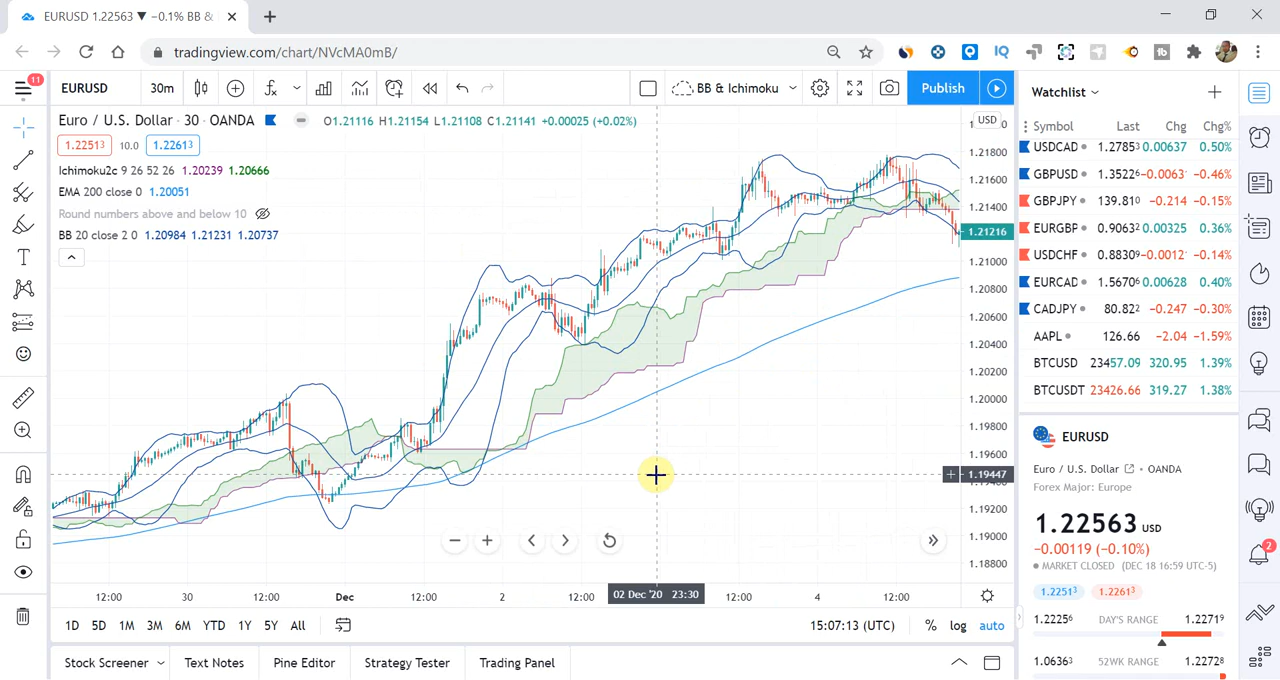 EURUSD 1.22563 ▼ −0.1% BB &
tradingview.com/chart/NVcMA0mB/
11
EURUSD 30m BB & Ichimoku Publish
Watchlist
Euro / U.S. Dollar · 30 · OANDA O1.21116 H1.21154 L1.21108 C1.21141 +0.00025 (+0.02%)
USD
1.22513 10.0 1.22613
Ichimoku2c 9 26 52 26 1.20239 1.20666
EMA 200 close 0 1.20051
Round numbers above and below 10
BB 20 close 2 0 1.20984 1.21231 1.20737
1.21800
1.21600
1.21400
1.21216
1.21000
1.20800
1.20600
1.20400
1.20200
1.20000
1.19800
1.19600
1.19447
1.19200
1.19000
1.18800
12:00 30 12:00 Dec 12:00 2 12:00 02 Dec '20 23:30 12:00 4 12:00
1D 5D 1M 3M 6M YTD 1Y 5Y All 15:07:13 (UTC) % log auto
Stock Screener Text Notes Pine Editor Strategy Tester Trading Panel
Symbol Last Chg Chg%
USDCAD 1.27853 0.00637 0.50%
GBPUSD 1.35226 −0.0063 −0.46%
GBPJPY 139.810 −0.214 −0.15%
EURGBP 0.90632 0.00325 0.36%
USDCHF 0.88309 −0.0012 −0.14%
EURCAD 1.56706 0.00628 0.40%
CADJPY 80.822 −0.247 −0.30%
AAPL 126.66 −2.04 −1.59%
BTCUSD 23457.09 320.95 1.39%
BTCUSDT 23426.66 319.27 1.38%
EURUSD
Euro / U.S. Dollar • OANDA
Forex Major: Europe
1.22563 USD
−0.00119 (−0.10%)
MARKET CLOSED (DEC 18 16:59 UTC-5)
1.22513 1.22613
1.22256 DAY'S RANGE 1.22719
1.06363 52WK RANGE 1.22728
2